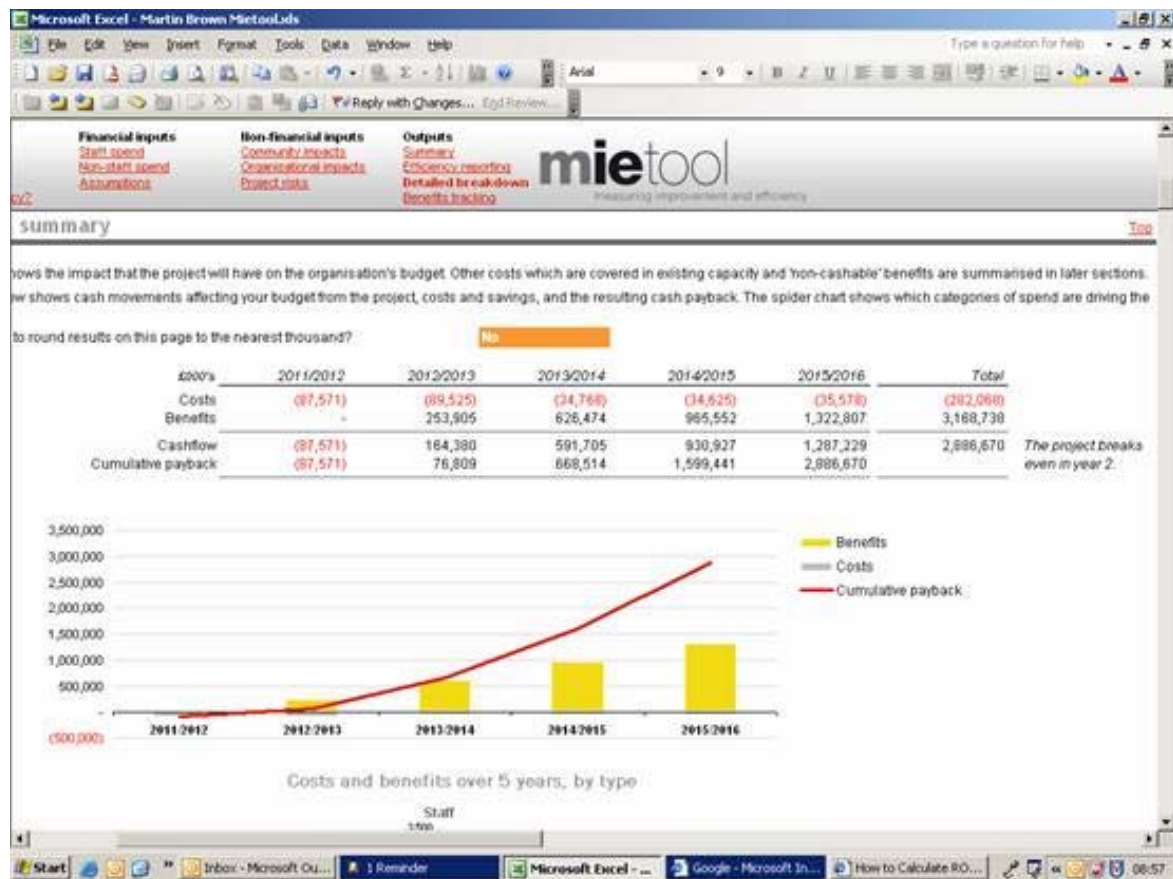 Microsoft Excel - Martin Brown Mietool.xls
File Edit View Insert Format Tools Data Window Help Type a question for help
Arial 9 B I U
Reply with Changes... End Review...
Financial inputs Non-financial inputs Outputs
Staff spend Community impacts Summary
Non-staff spend Organisational impacts Efficiency reporting
Assumptions Project risks Detailed breakdown
cy? Benefits tracking
mietool
measuring improvement and efficiency
summary Top
hows the impact that the project will have on the organisation's budget. Other costs which are covered in existing capacity and 'non-cashable' benefits are summarised in later sections.
ow shows cash movements affecting your budget from the project, costs and savings, and the resulting cash payback. The spider chart shows which categories of spend are driving the
to round results on this page to the nearest thousand? No
£000's 2011/2012 2012/2013 2013/2014 2014/2015 2015/2016 Total
Costs (87,571) (89,525) (34,768) (34,625) (35,578) (282,068)
Benefits - 253,905 626,474 965,552 1,322,807 3,168,738
Cashflow (87,571) 164,380 591,705 930,927 1,287,229 2,886,670 The project breaks
Cumulative payback (87,571) 76,809 668,514 1,599,441 2,886,670 even in year 2.
3,500,000
3,000,000
2,500,000
2,000,000
1,500,000
1,000,000
500,000
-
(500,000)
2011/2012 2012/2013 2013/2014 2014/2015 2015/2016
Benefits
Costs
Cumulative payback
Costs and benefits over 5 years, by type
Staff
Start Inbox - Microsoft Ou... 1 Reminder Microsoft Excel - ... Google - Microsoft In... How to Calculate RO... 08:57